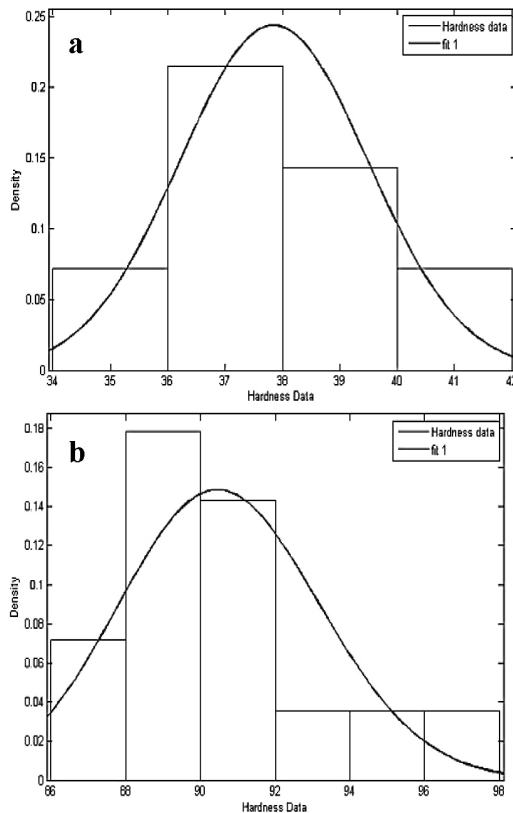 a
Hardness data
fit 1
0.25
0.2
0.15
0.1
0.05
0
Density
34 35 36 37 38 39 40 41 42
Hardness Data
b
Hardness data
fit 1
0.18
0.16
0.14
0.12
0.1
0.08
0.06
0.04
0.02
0
Density
86 88 90 92 94 96 98
Hardness Data